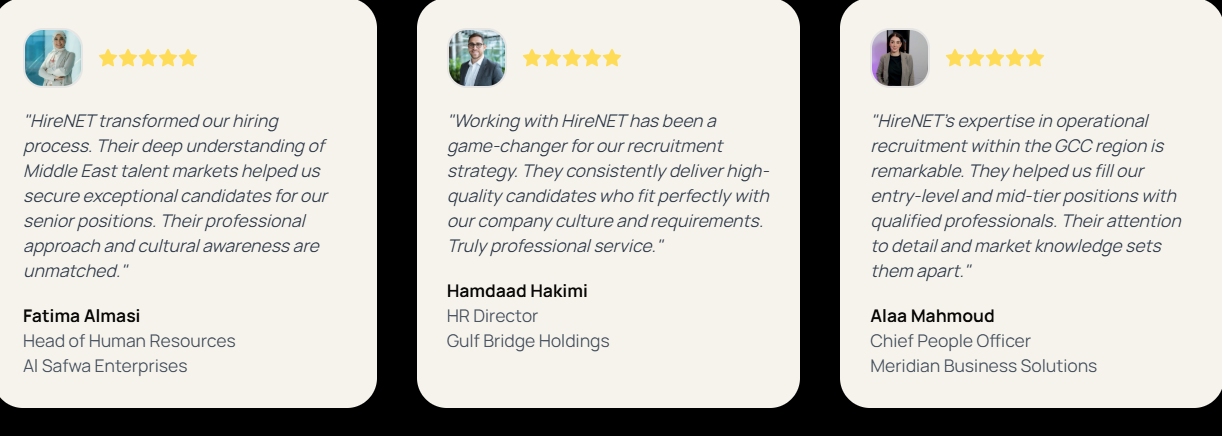 "HireNET transformed our hiring
process. Their deep understanding of
Middle East talent markets helped us
secure exceptional candidates for our
senior positions. Their professional
approach and cultural awareness are
unmatched."
Fatima Almasi
Head of Human Resources
Al Safwa Enterprises
"Working with HireNET has been a
game-changer for our recruitment
strategy. They consistently deliver high-
quality candidates who fit perfectly with
our company culture and requirements.
Truly professional service."
Hamdaad Hakimi
HR Director
Gulf Bridge Holdings
"HireNET's expertise in operational
recruitment within the GCC region is
remarkable. They helped us fill our
entry-level and mid-tier positions with
qualified professionals. Their attention
to detail and market knowledge sets
them apart."
Alaa Mahmoud
Chief People Officer
Meridian Business Solutions